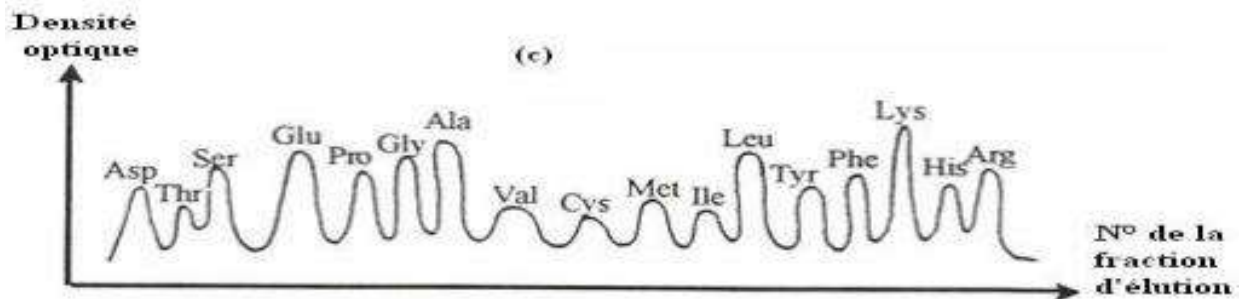 Densité
optique
(c)
Asp Thr Ser Glu Pro Gly Ala Val Cys Met Ile Leu Tyr Phe Lys His Arg
N° de la
fraction
d'élution